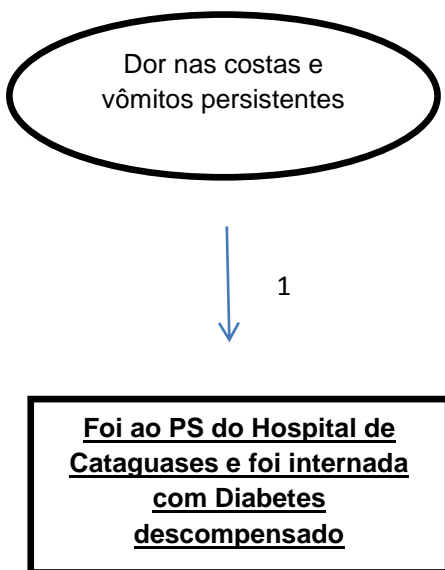 Dor nas costas e
vômitos persistentes
1
Foi ao PS do Hospital de
Cataguases e foi internada
com Diabetes
descompensado